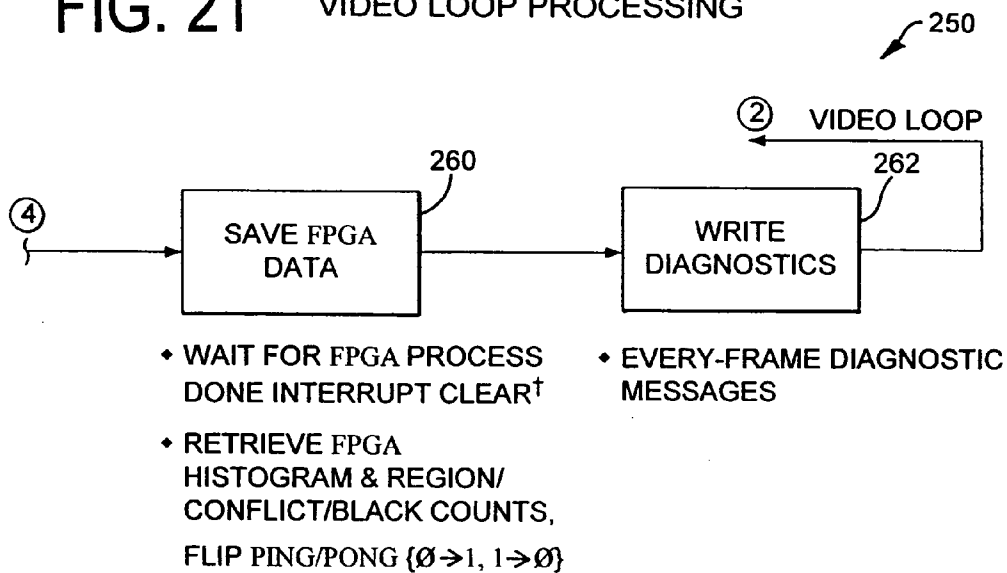 FIG. 21 VIDEO LOOP PROCESSING
250
② VIDEO LOOP
260
262
④
SAVE FPGA
DATA
WRITE
DIAGNOSTICS
◆ WAIT FOR FPGA PROCESS
DONE INTERRUPT CLEAR†
◆ RETRIEVE FPGA
HISTOGRAM & REGION/
CONFLICT/BLACK COUNTS,
FLIP PING/PONG {Ø→1, 1→Ø}
◆ EVERY-FRAME DIAGNOSTIC
MESSAGES